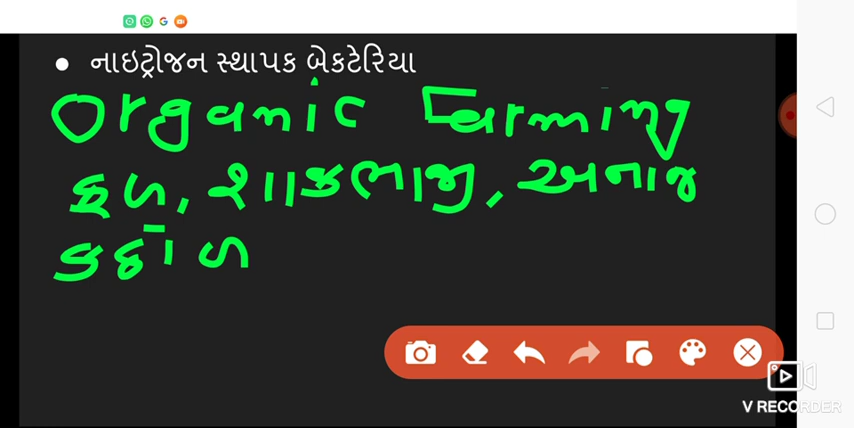 ● નાઇટ્રોજન સ્થાપક બેકટેરિયા
Organic Farming
ફળ, શાકભાજી, અનાજ
કઠોળ
V RECORDER